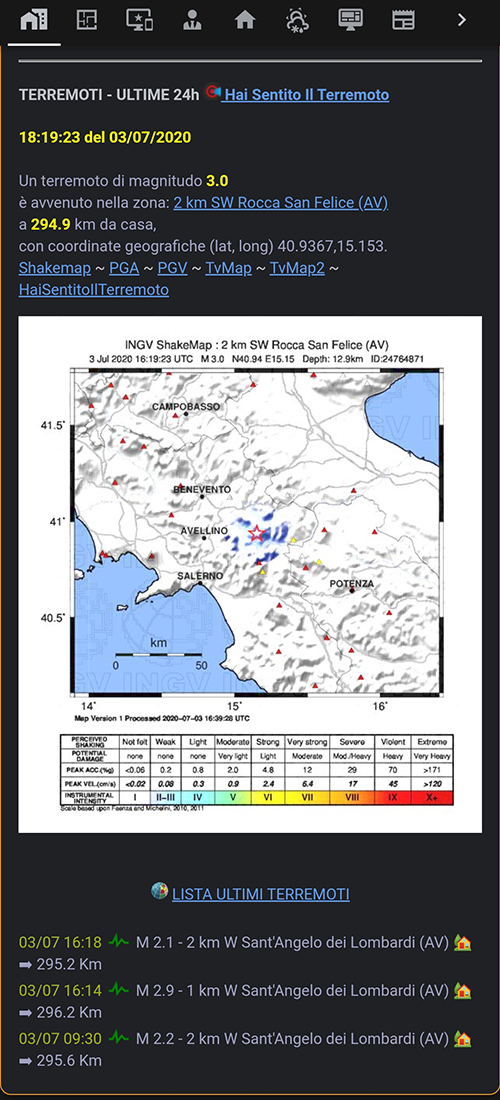 TERREMOTI - ULTIME 24h Hai Sentito Il Terremoto
18:19:23 del 03/07/2020
Un terremoto di magnitudo 3.0
è avvenuto nella zona: 2 km SW Rocca San Felice (AV)
a 294.9 km da casa,
con coordinate geografiche (lat, long) 40.9367,15.153.
Shakemap ~ PGA ~ PGV ~ TvMap ~ TvMap2 ~
HaiSentitoIlTerremoto
INGV ShakeMap : 2 km SW Rocca San Felice (AV)
3 Jul 2020 16:19:23 UTC M 3.0 N40.94 E15.15 Depth: 12.9km ID:24764871
CAMPOBASSO
41.5˚
BENEVENTO
41˚
AVELLINO
SALERNO
POTENZA
40.5˚
km
0 50
14˚ 15˚ 16˚
Map Version 1 Processed 2020-07-03 16:39:28 UTC
PERCEIVED SHAKING Not felt Weak Light Moderate Strong Very strong Severe Violent Extreme
POTENTIAL DAMAGE none none none Very light Light Moderate Mod./Heavy Heavy Very Heavy
PEAK ACC.(%g) <0.06 0.2 0.8 2.0 4.8 12 29 70 >171
PEAK VEL.(cm/s) <0.02 0.08 0.3 0.9 2.4 6.4 17 45 >120
INSTRUMENTAL INTENSITY I II-III IV V VI VII VIII IX X+
Scale based upon Faenza and Michelini, 2010, 2011
LISTA ULTIMI TERREMOTI
03/07 16:18 M 2.1 - 2 km W Sant'Angelo dei Lombardi (AV)
➡ 295.2 Km
03/07 16:14 M 2.9 - 1 km W Sant'Angelo dei Lombardi (AV)
➡ 296.2 Km
03/07 09:30 M 2.2 - 2 km W Sant'Angelo dei Lombardi (AV)
➡ 295.6 Km